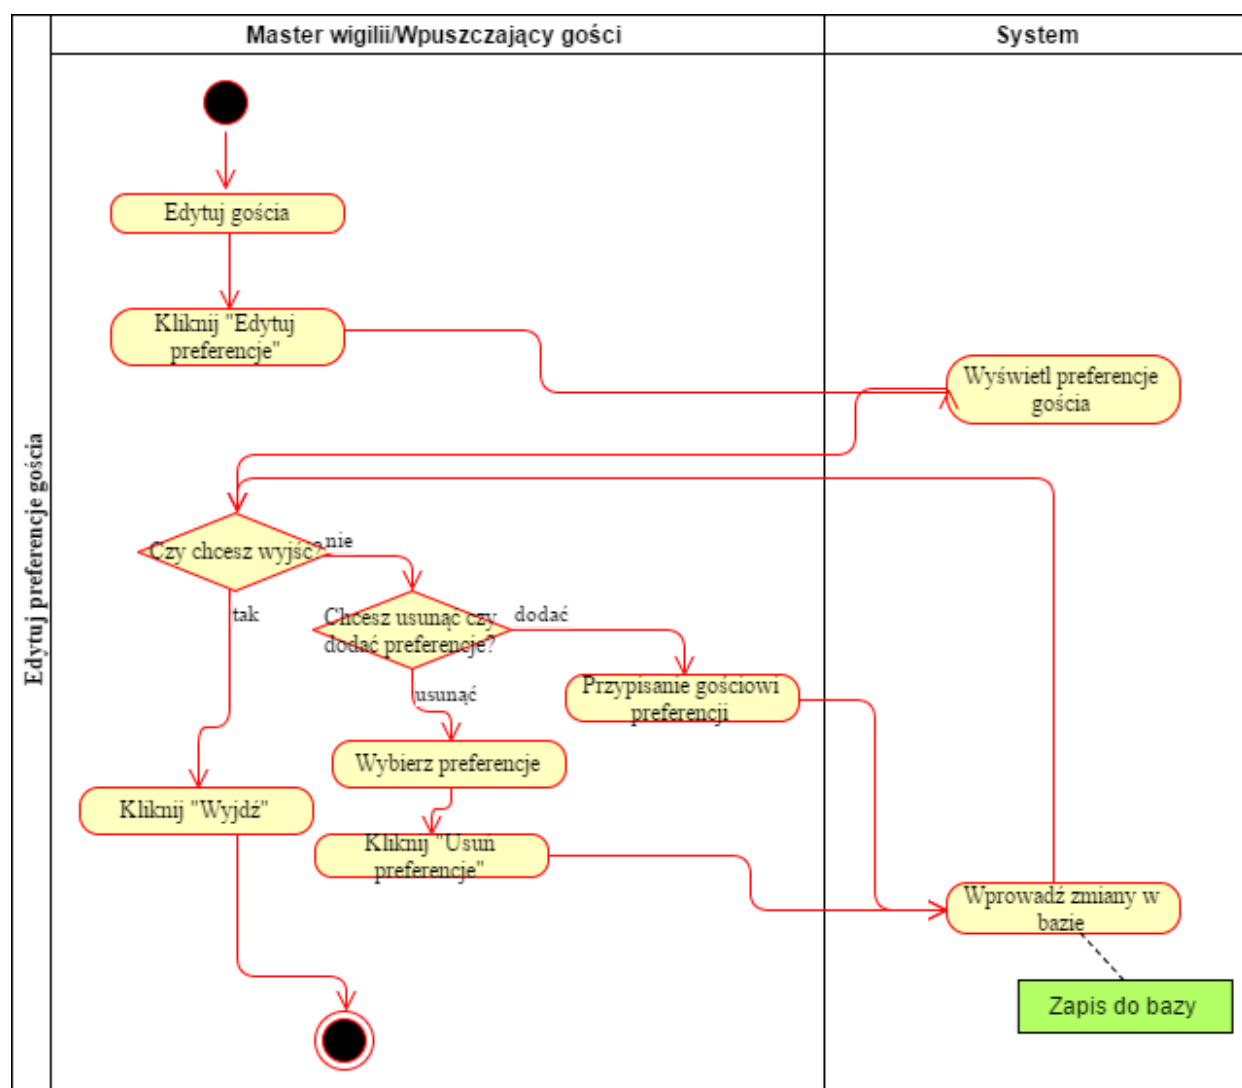 Master wigilii/Wpuszczający gości
System
Edytuj preferencje gościa
Edytuj gościa
Kliknij "Edytuj
preferencje"
Wyświetl preferencje
gościa
Czy chcesz wyjść?
nie
tak
Chcesz usunąć czy
dodać preferencje?
dodać
usunąć
Przypisanie gościowi
preferencji
Wybierz preferencje
Kliknij "Wyjdź"
Kliknij "Usuń
preferencje"
Wprowadź zmiany w
bazie
Zapis do bazy